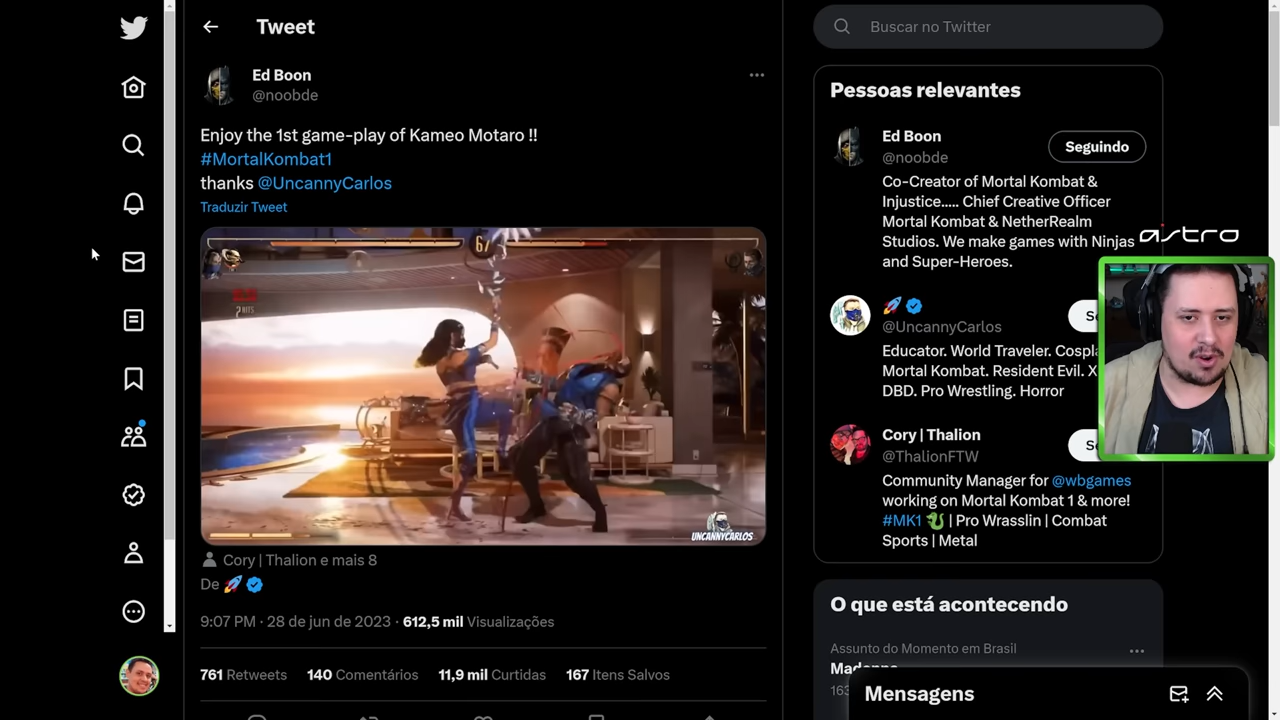 Tweet
Ed Boon
@noobde
Enjoy the 1st game-play of Kameo Motaro !!
#MortalKombat1
thanks @UncannyCarlos
Traduzir Tweet
67
UNCANNYCARLOS
Cory | Thalion e mais 8
De
9:07 PM · 28 de jun de 2023 · 612,5 mil Visualizações
761 Retweets 140 Comentários 11,9 mil Curtidas 167 Itens Salvos
Buscar no Twitter
Pessoas relevantes
Ed Boon
@noobde
Seguindo
Co-Creator of Mortal Kombat &
Injustice..... Chief Creative Officer
Mortal Kombat & NetherRealm
Studios. We make games with Ninjas
and Super-Heroes.
astro
@UncannyCarlos
Educator. World Traveler. Cospl
Mortal Kombat. Resident Evil. X
DBD. Pro Wrestling. Horror
Cory | Thalion
@ThalionFTW
Community Manager for @wbgames
working on Mortal Kombat 1 & more!
#MK1 | Pro Wrasslin | Combat
Sports | Metal
O que está acontecendo
Assunto do Momento em Brasil
Madonna
Mensagens